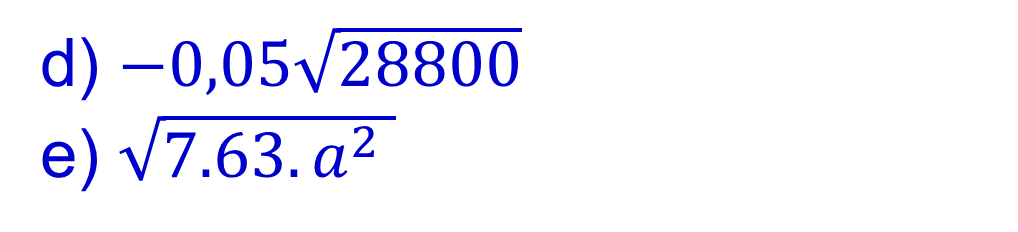 d) −0,05√28800
e) √7.63. a²